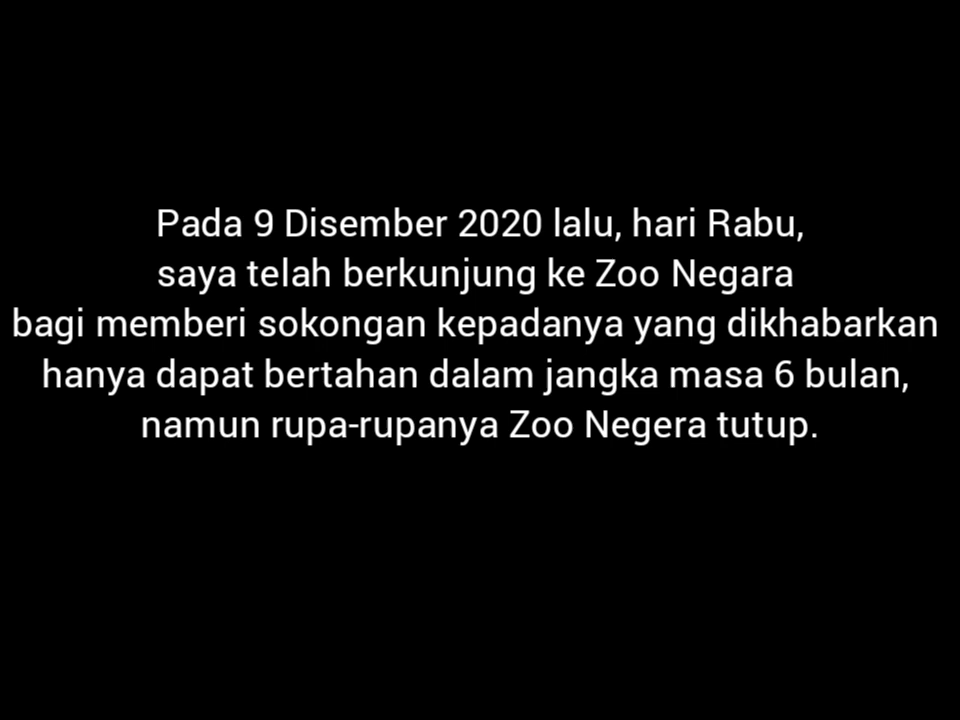 Pada 9 Disember 2020 lalu, hari Rabu,
saya telah berkunjung ke Zoo Negara
bagi memberi sokongan kepadanya yang dikhabarkan
hanya dapat bertahan dalam jangka masa 6 bulan,
namun rupa-rupanya Zoo Negera tutup.